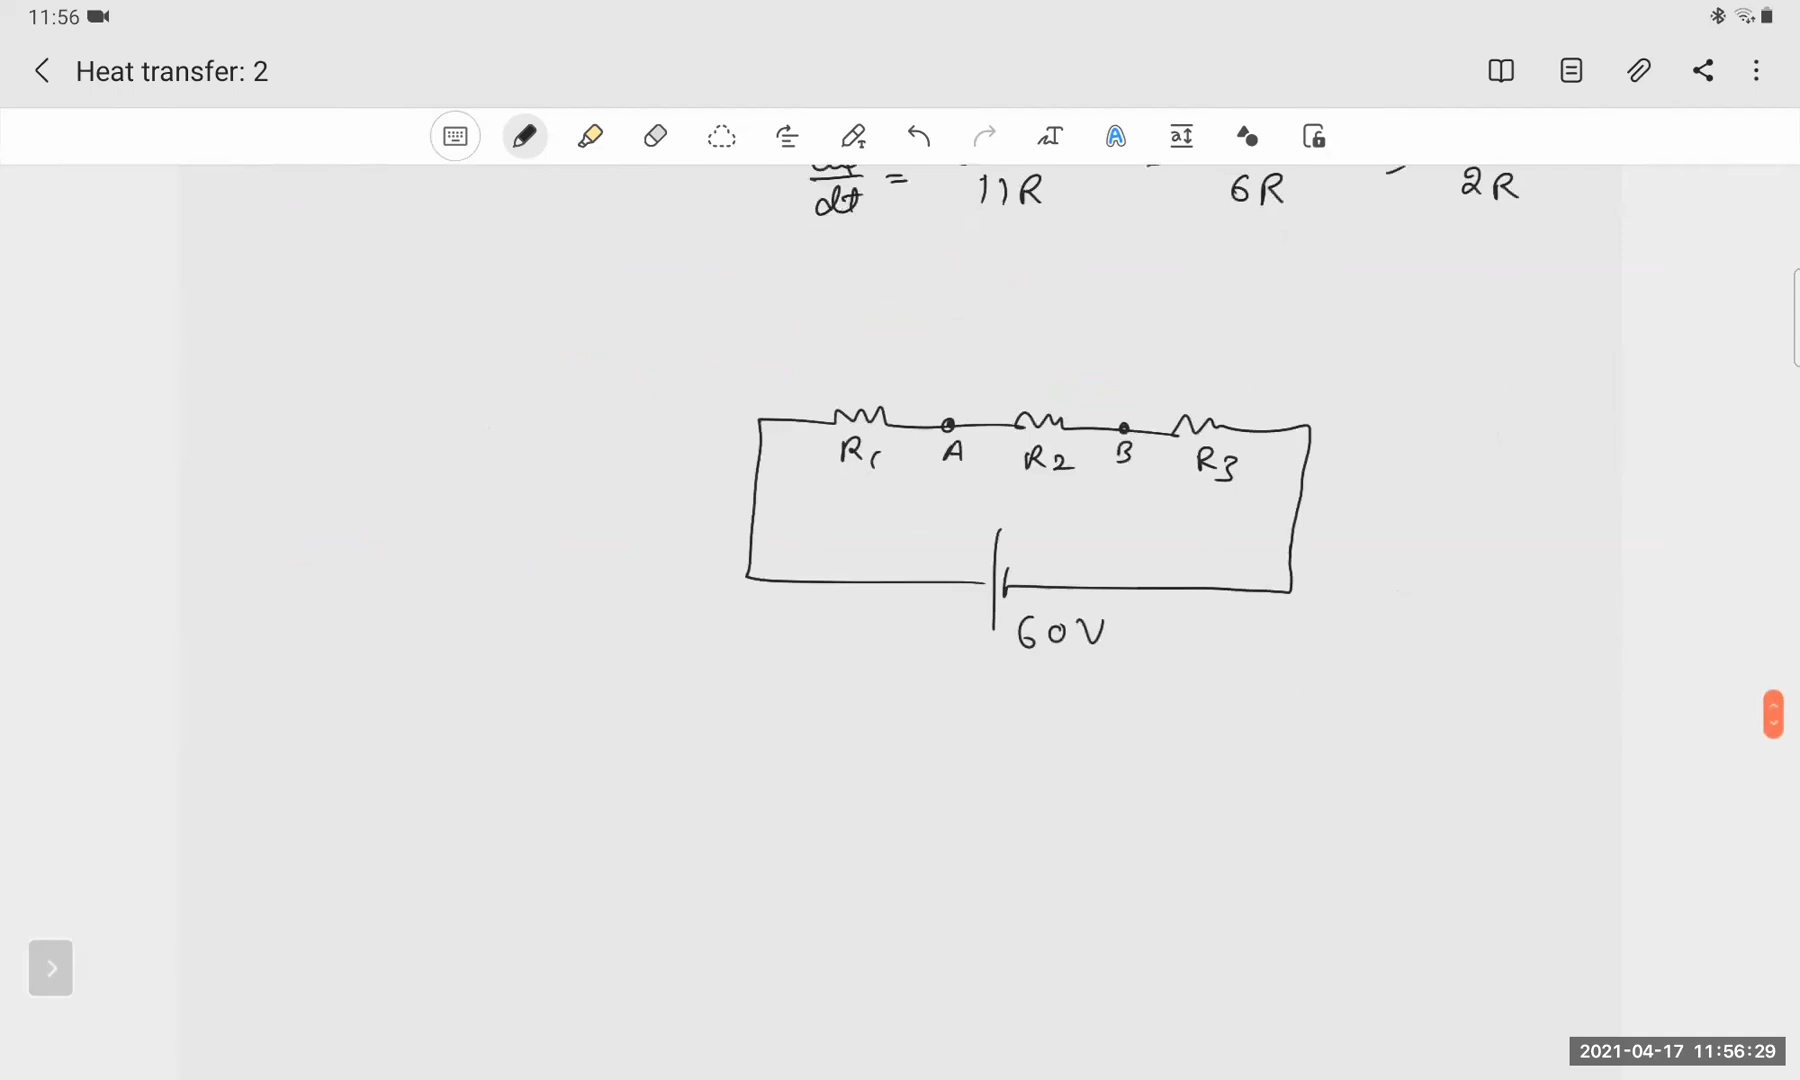 11:56
Heat transfer: 2
dt = 11R 6R 2R
R1 A R2 B R3
60V
2021-04-17 11:56:29